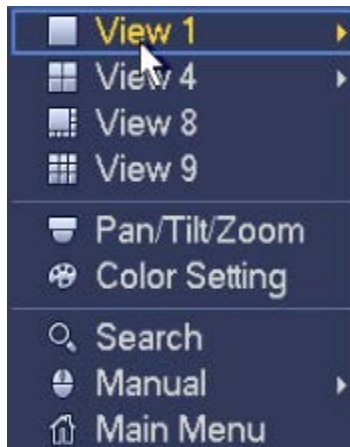 View 1
View 4
View 8
View 9
Pan/Tilt/Zoom
Color Setting
Search
Manual
Main Menu